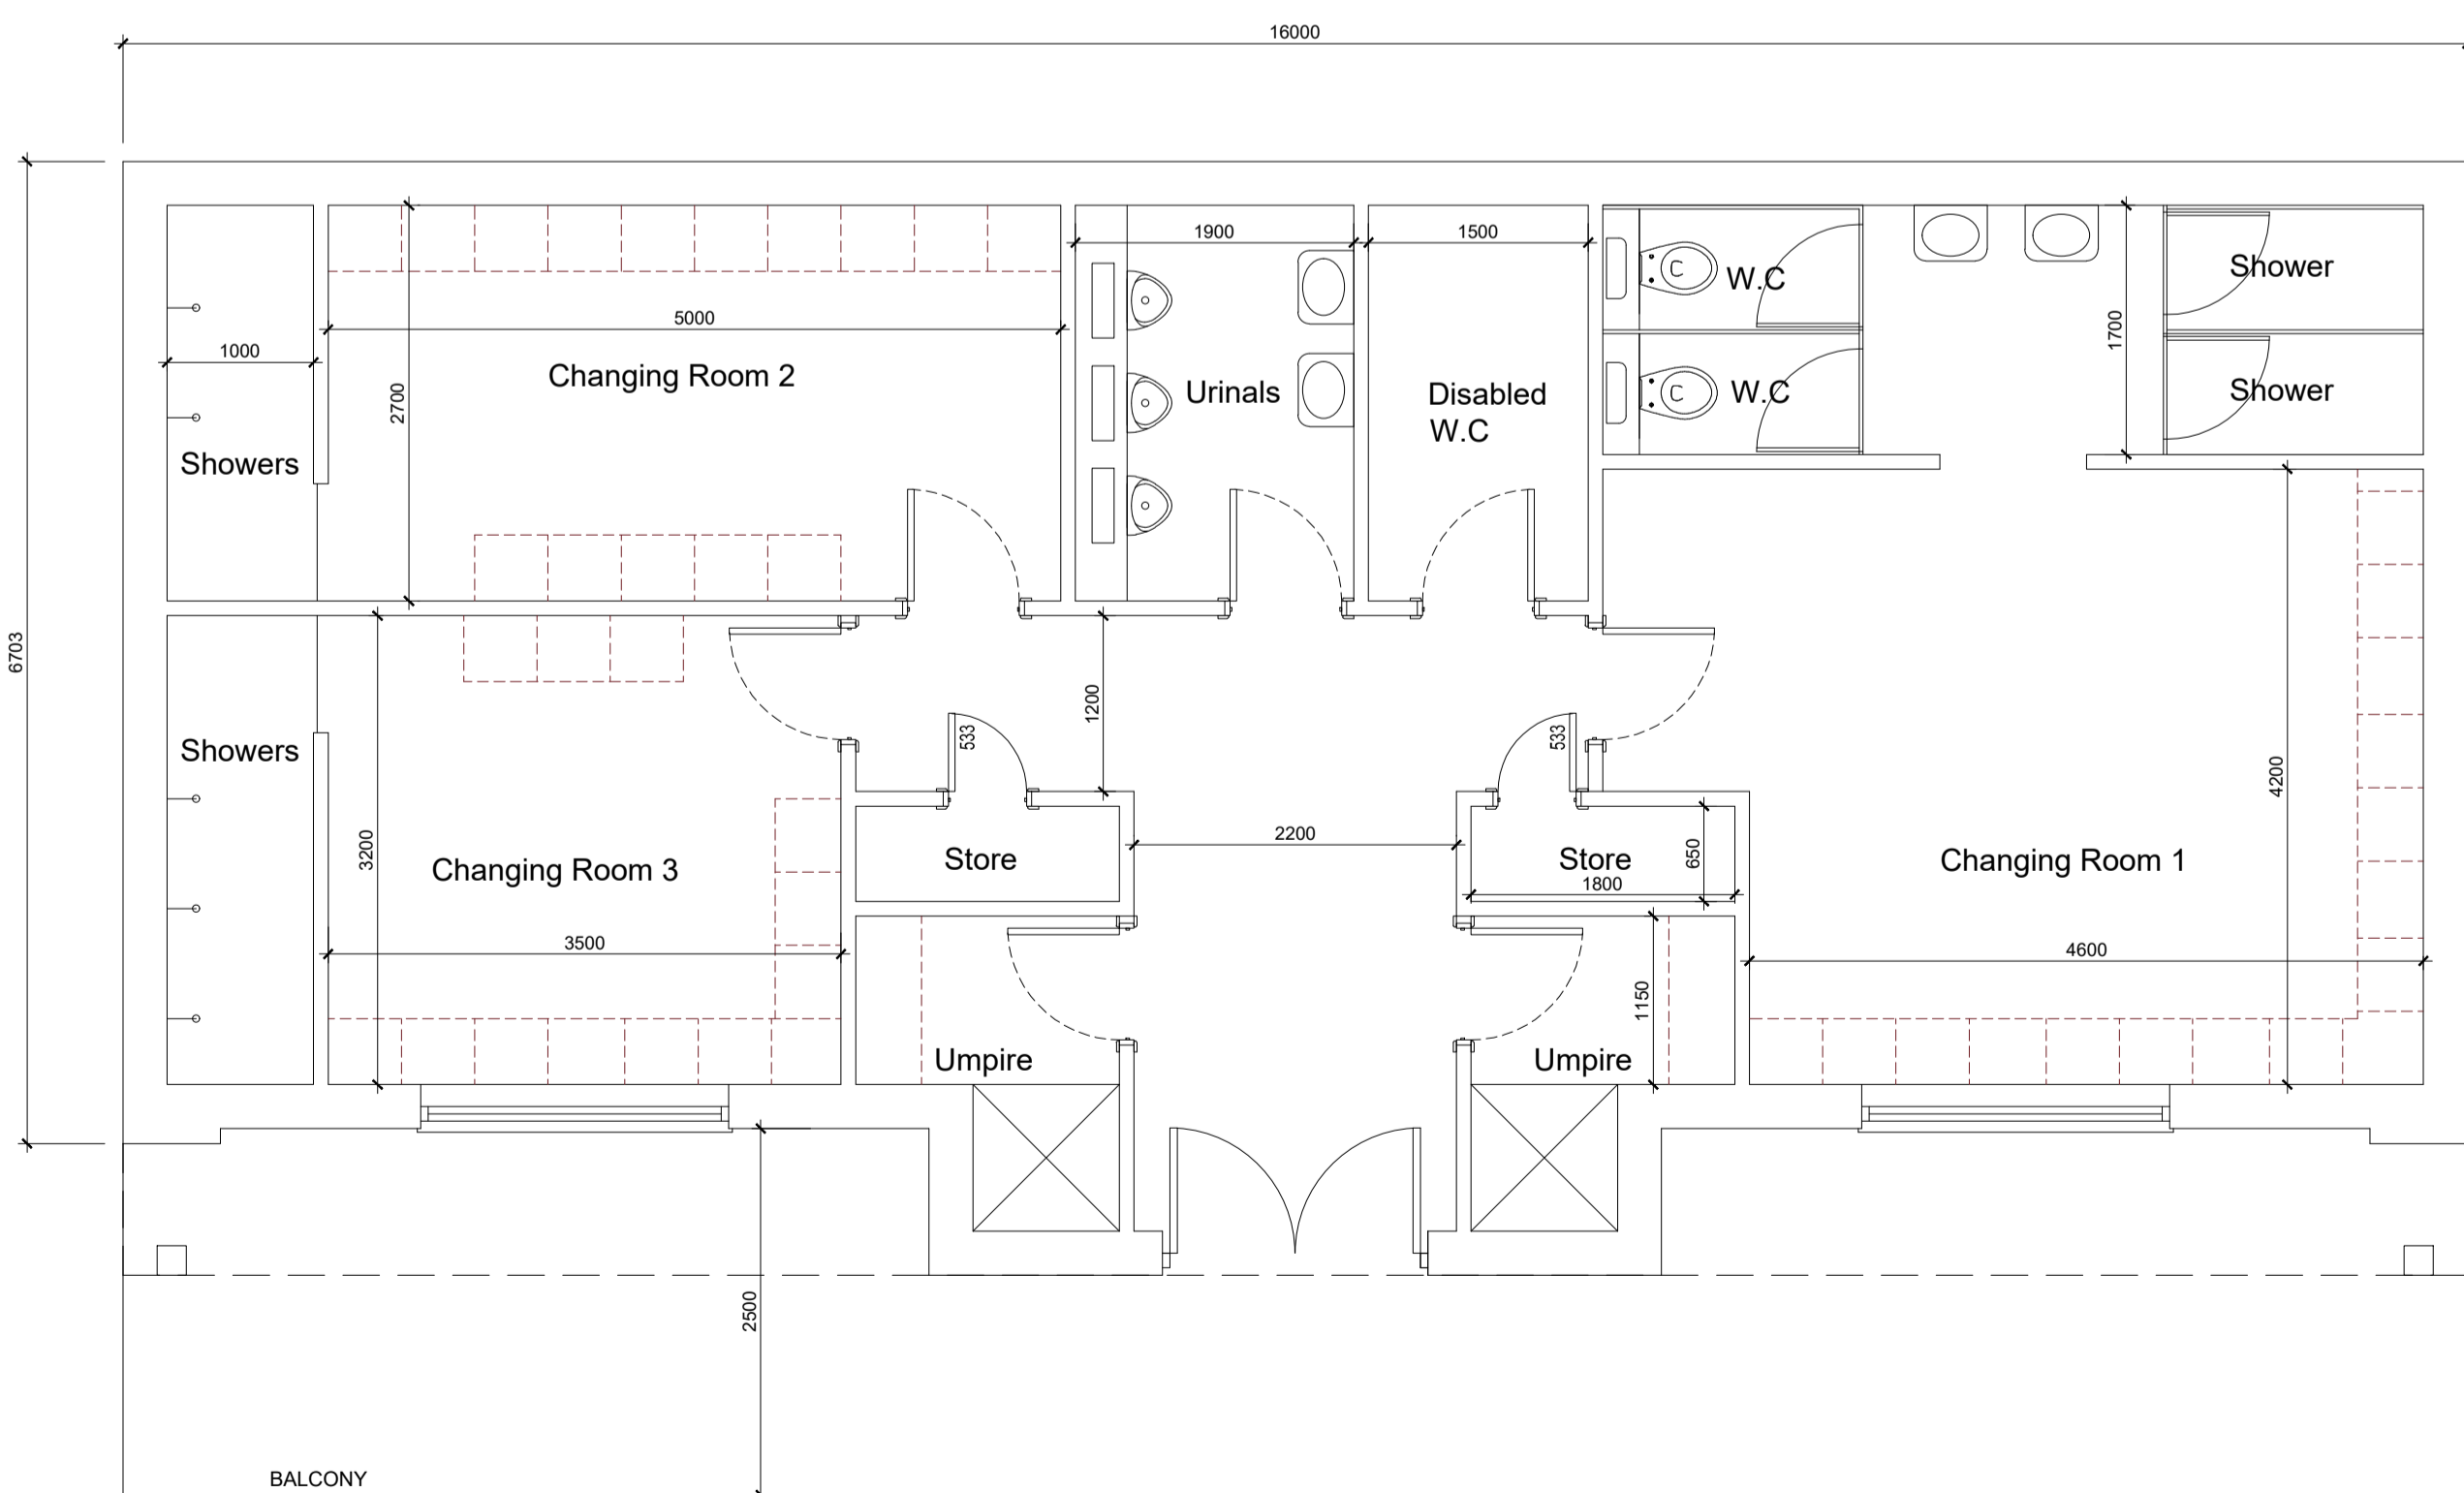 16000
1900
1500
Shower
W.C
5000
1700
1000
Changing Room 2
2700
Urinals
Disabled
W.C
W.C
Shower
Showers
6703
1200
533
533
Showers
4200
3200
2200
Changing Room 3
Store
Store
650
1800
Changing Room 1
3500
4600
1150
Umpire
Umpire
2500
BALCONY